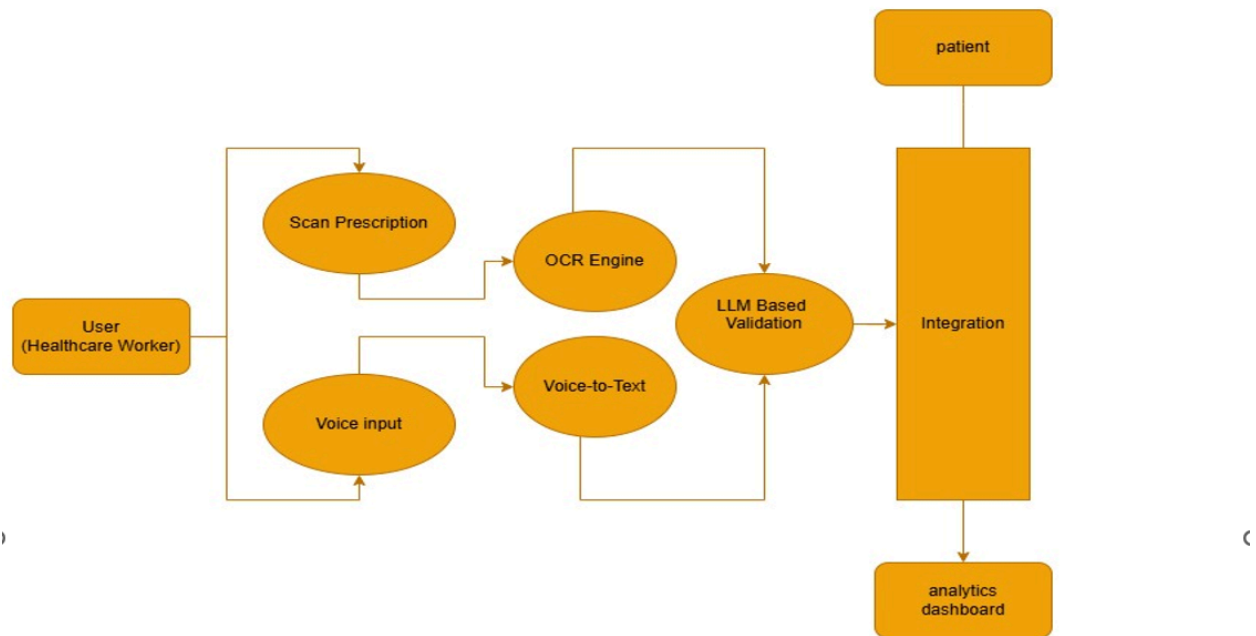 patient
Scan Prescription
OCR Engine
User
(Healthcare Worker)
LLM Based
Validation
Integration
Voice input
Voice-to-Text
analytics
dashboard